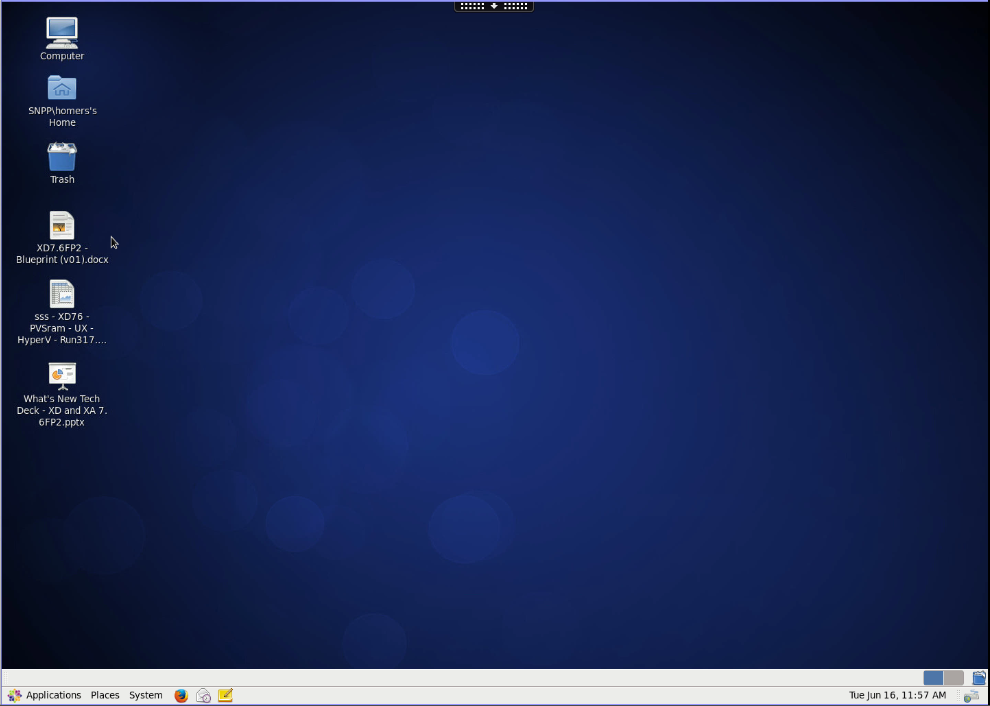 Computer
SNPP\homers's
Home
Trash
XD7.6FP2 -
Blueprint (v01).docx
sss - XD76 -
PVSram - UX -
HyperV - Run317....
What's New Tech
Deck - XD and XA 7.
6FP2.pptx
Applications Places System Tue Jun 16, 11:57 AM